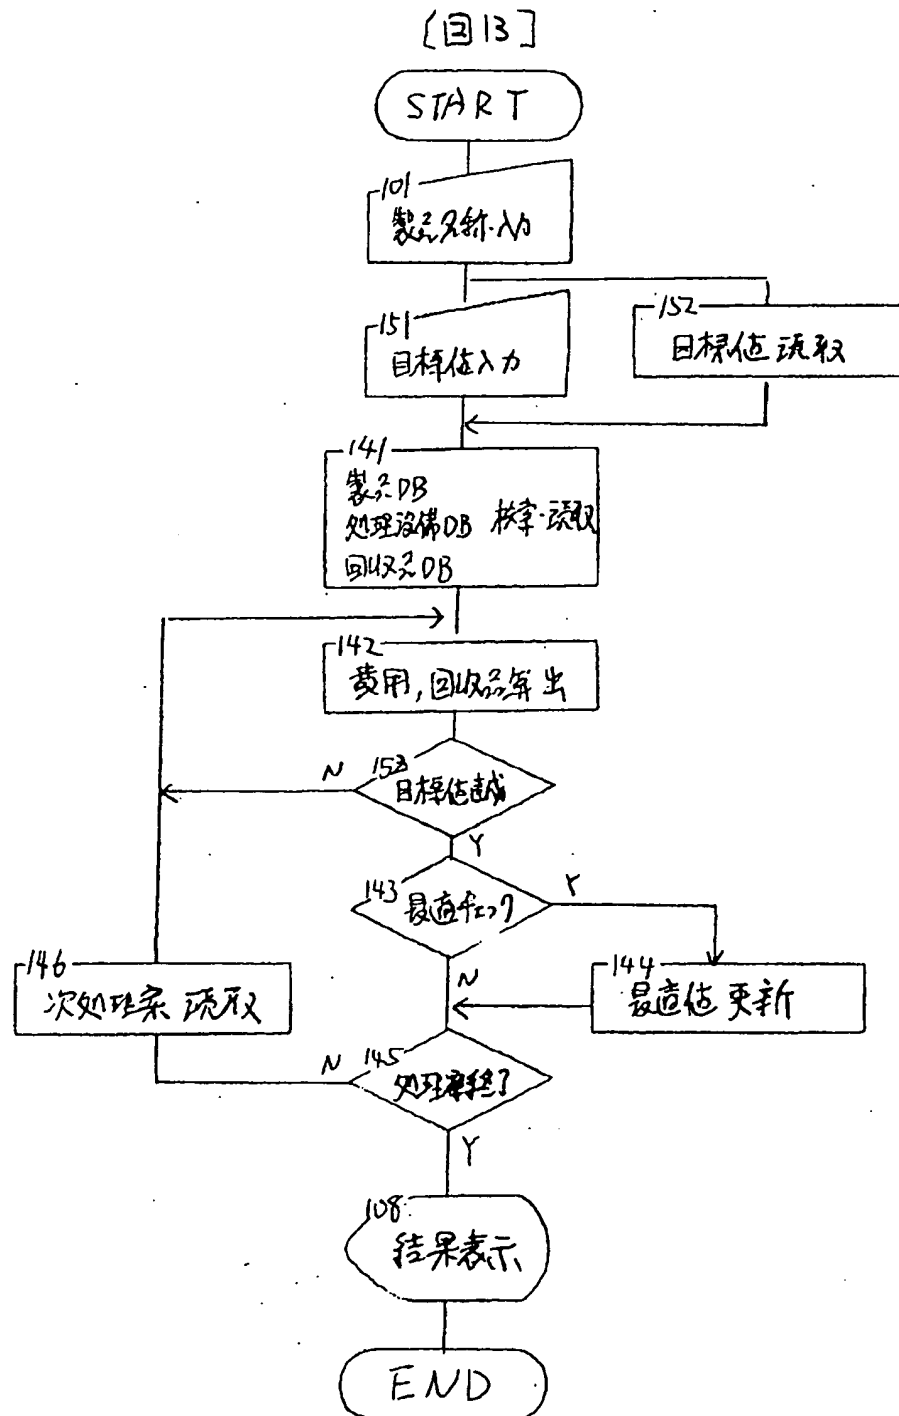 [図13]
START
101
製品名称入力
151
目標値入力
152
目標値読取
141
製品DB
処理設備DB 検索・読取
回収品DB
142
費用,回収品算出
153
目標値達成
N
Y
143
最適チェック
Y
N
144
最適値更新
146
次処理案読取
145
処理案終了
N
Y
108
結果表示
END